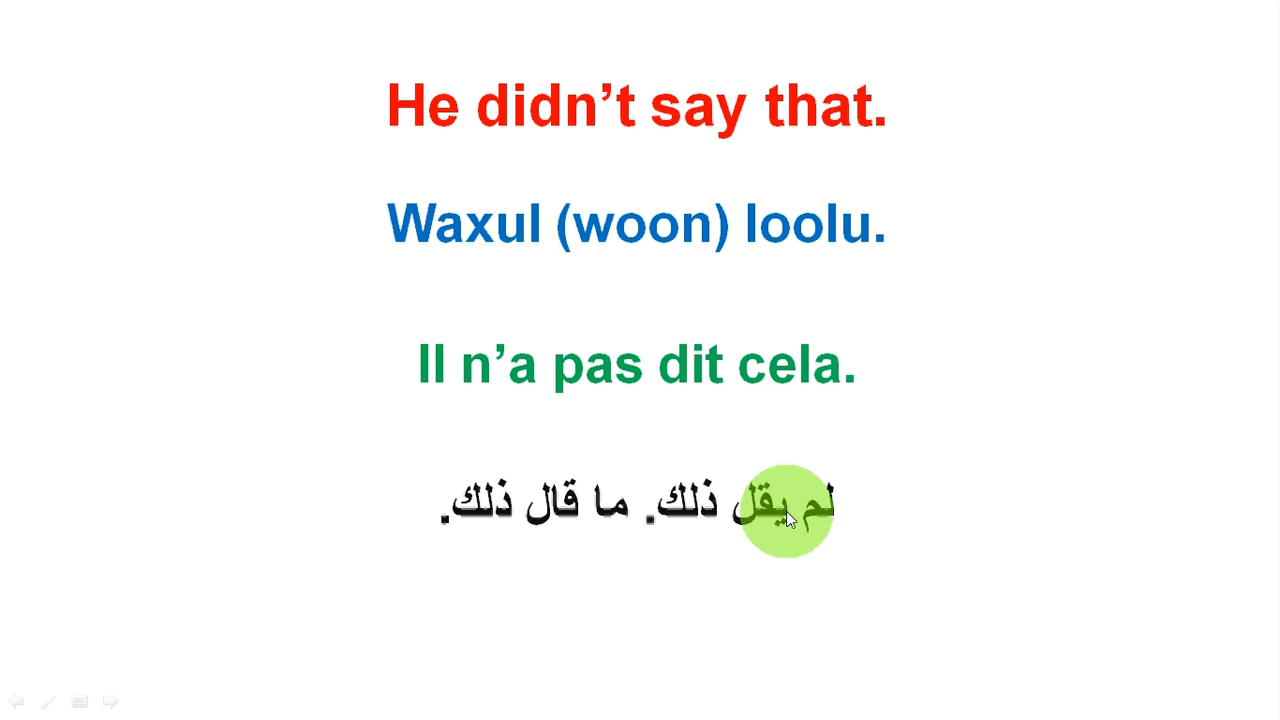 He didn’t say that.
Waxul (woon) loolu.
Il n’a pas dit cela.
لم يقل ذلك. ما قال ذلك.